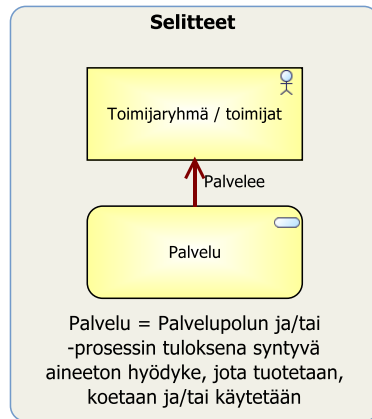 Selitteet
Toimijaryhmä / toimijat
Palvelee
Palvelu
Palvelu = Palvelupolun ja/tai
-prosessin tuloksena syntyvä
aineeton hyödyke, jota tuotetaan,
koetaan ja/tai käytetään